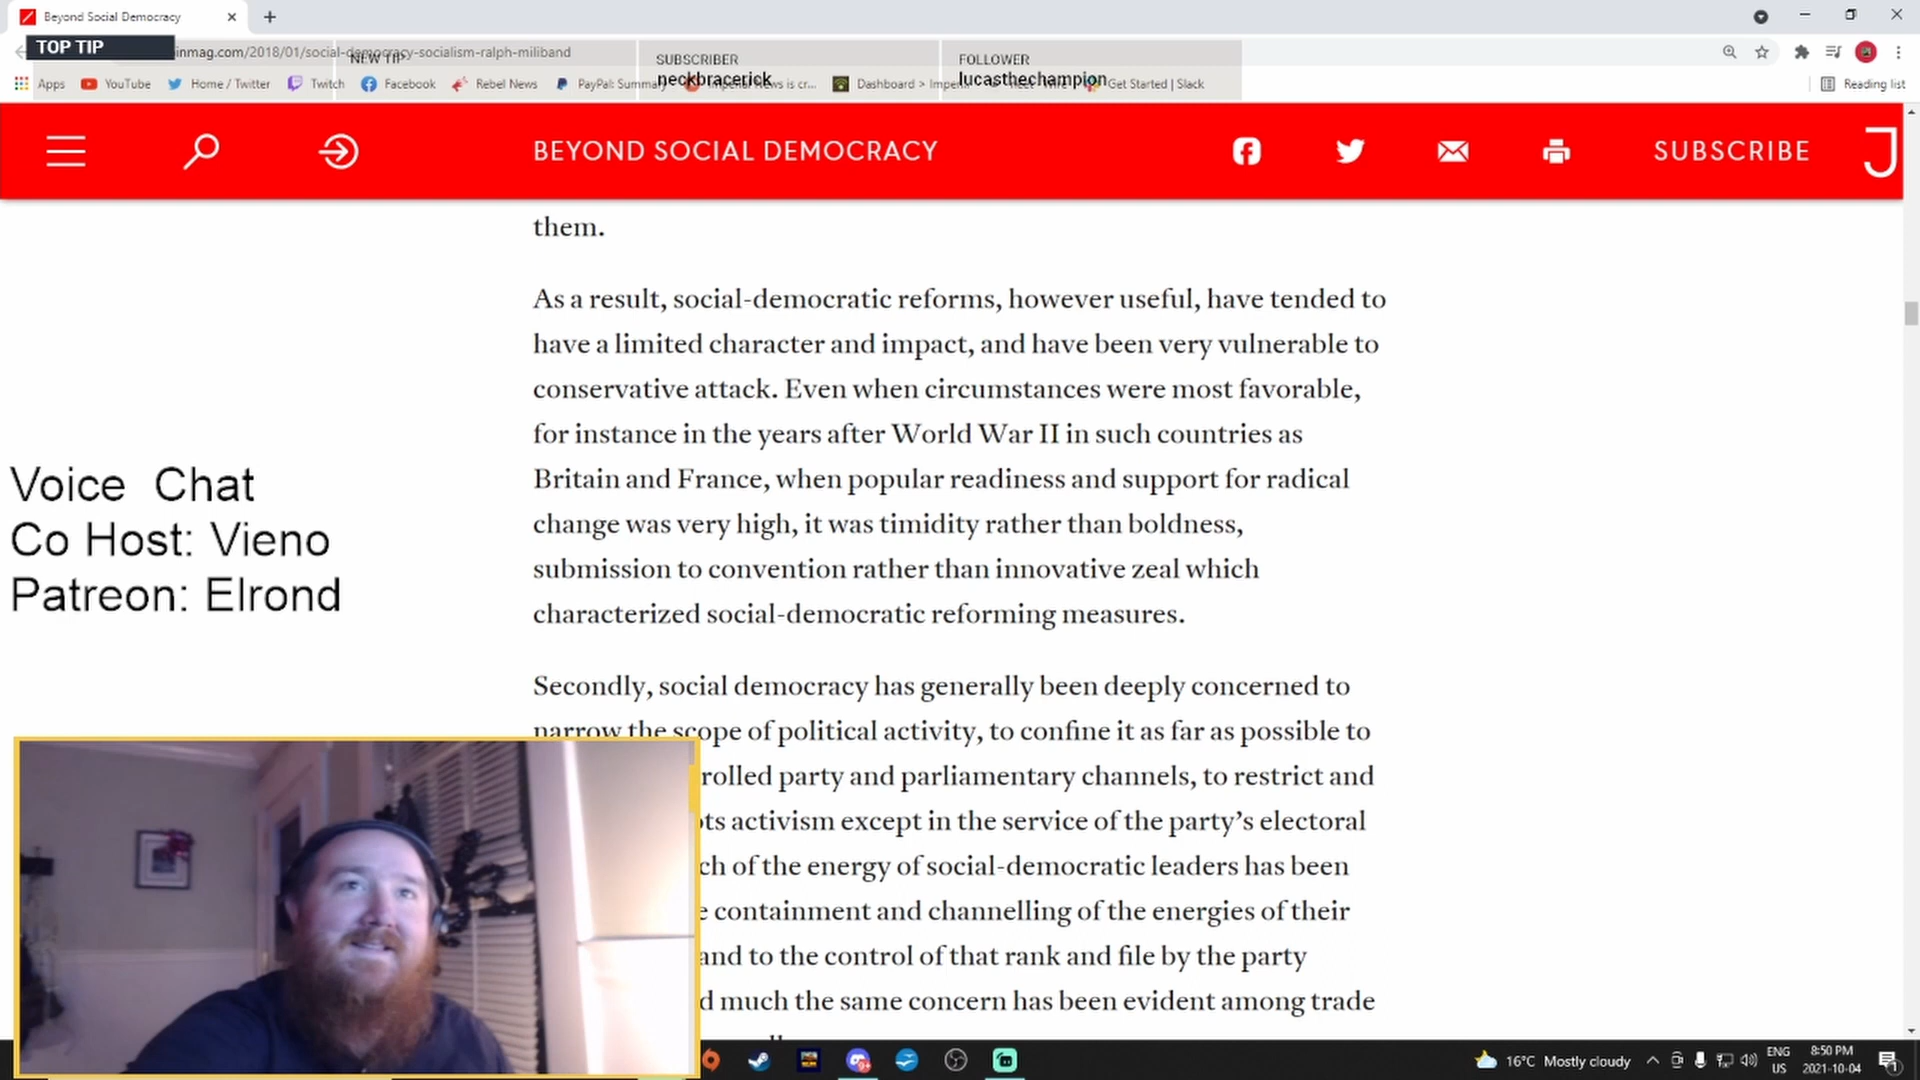 Beyond Social Democracy
TOP TIP
inmag.com/2018/01/social-democracy-socialism-ralph-miliband
NEW TIP
SUBSCRIBER
neckbracerick
FOLLOWER
lucasthechampion
Apps YouTube Home / Twitter Twitch Facebook Rebel News PayPal: Summary Imperial News is cr... Dashboard > Imper... Get Started | Slack Reading list
BEYOND SOCIAL DEMOCRACY SUBSCRIBE J
them.
As a result, social-democratic reforms, however useful, have tended to
have a limited character and impact, and have been very vulnerable to
conservative attack. Even when circumstances were most favorable,
for instance in the years after World War II in such countries as
Britain and France, when popular readiness and support for radical
change was very high, it was timidity rather than boldness,
submission to convention rather than innovative zeal which
characterized social-democratic reforming measures.
Secondly, social democracy has generally been deeply concerned to
narrow the scope of political activity, to confine it as far as possible to
rolled party and parliamentary channels, to restrict and
ts activism except in the service of the party's electoral
ch of the energy of social-democratic leaders has been
e containment and channelling of the energies of their
and to the control of that rank and file by the party
d much the same concern has been evident among trade
Voice Chat
Co Host: Vieno
Patreon: Elrond
16°C Mostly cloudy
ENG
US
8:50 PM
2021-10-04
1